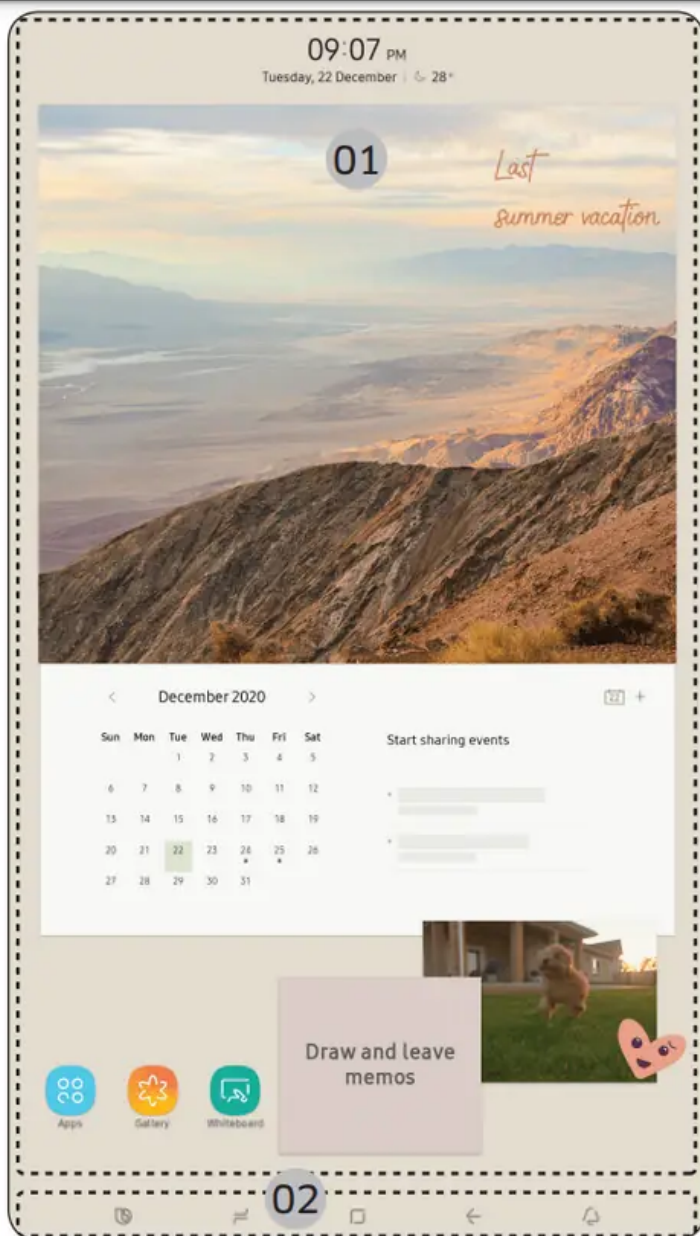 09:07 PM
Tuesday, 22 December 28°
01
Last
summer vacation
December 2020
22
Sun Mon Tue Wed Thu Fri Sat
1 2 3 4 5
6 7 8 9 10 11 12
13 14 15 16 17 18 19
20 21 22 23 24 25 26
27 28 29 30 31
Start sharing events
Draw and leave
memos
Apps
Gallery
Whiteboard
02